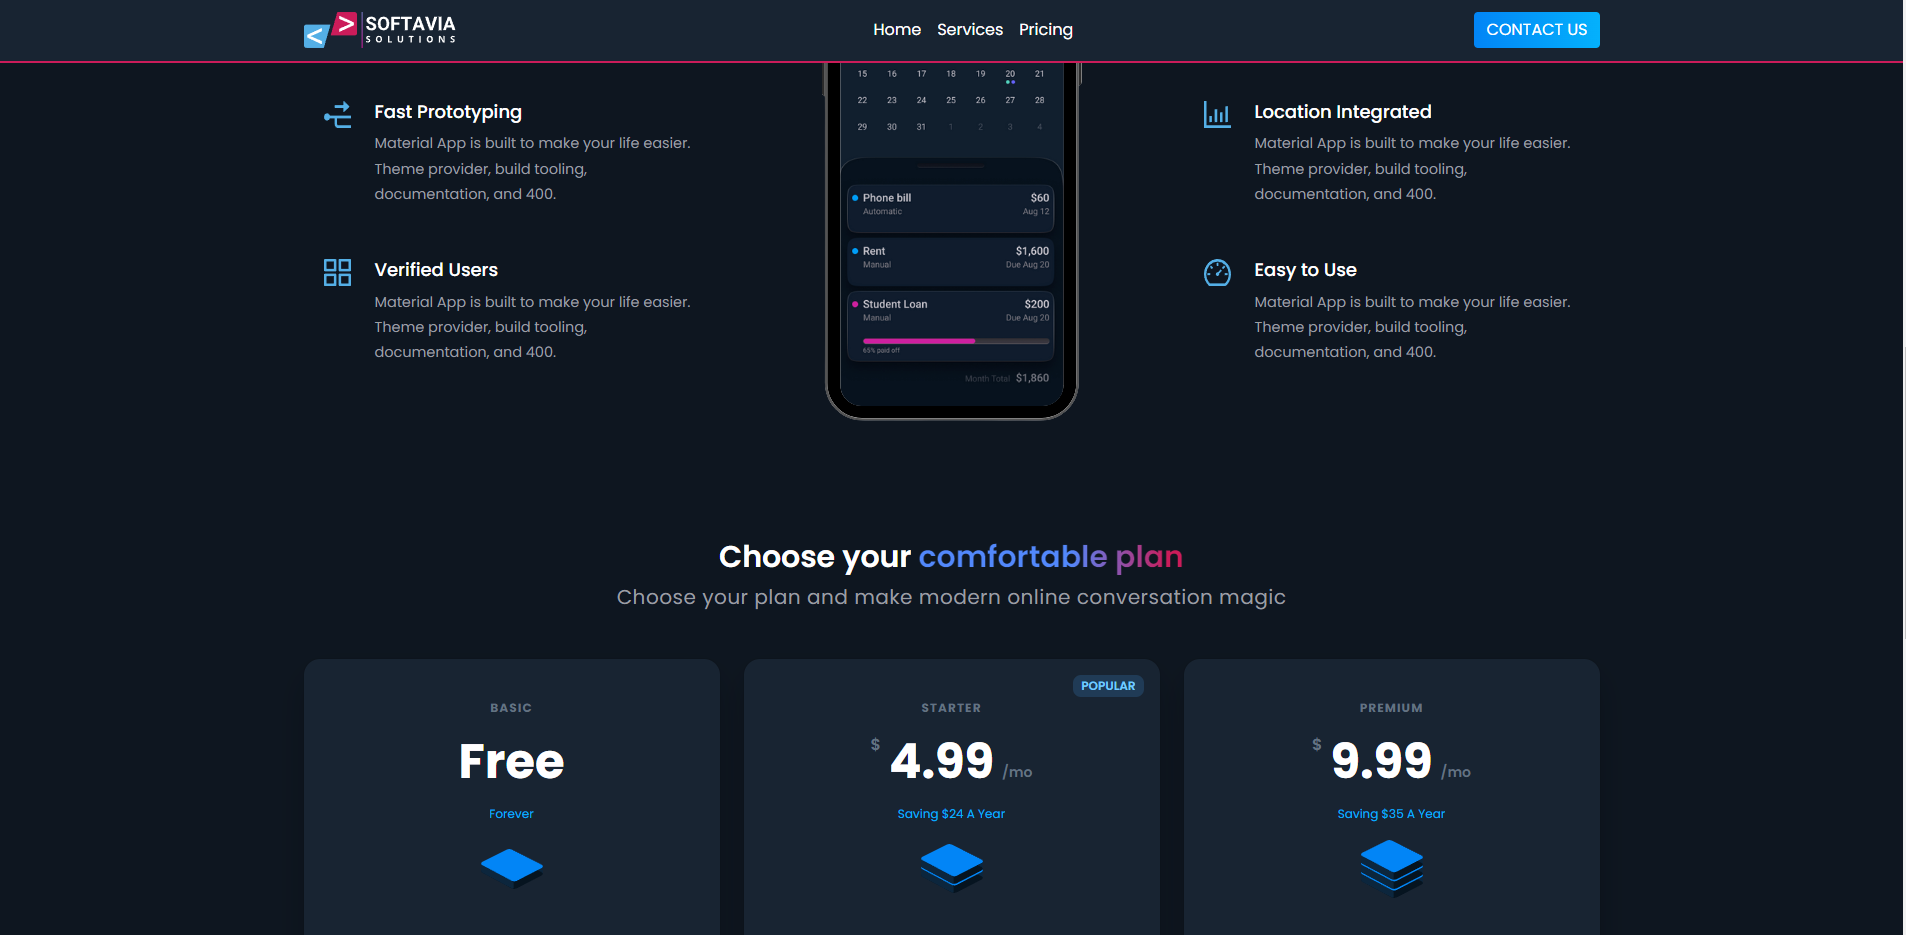 SOFTAVIA
SOLUTIONS
Home Services Pricing
CONTACT US
Fast Prototyping
Material App is built to make your life easier.
Theme provider, build tooling,
documentation, and 400.
Verified Users
Material App is built to make your life easier.
Theme provider, build tooling,
documentation, and 400.
15 16 17 18 19 20 21
22 23 24 25 26 27 28
29 30 31 1 2 3 4
Phone bill $60
Automatic Aug 12
Rent $1,600
Manual Due Aug 20
Student Loan $200
Manual Due Aug 20
65% paid off
Month Total $1,860
Location Integrated
Material App is built to make your life easier.
Theme provider, build tooling,
documentation, and 400.
Easy to Use
Material App is built to make your life easier.
Theme provider, build tooling,
documentation, and 400.
Choose your comfortable plan
Choose your plan and make modern online conversation magic
BASIC
Free
Forever
POPULAR
STARTER
$ 4.99 /mo
Saving $24 A Year
PREMIUM
$ 9.99 /mo
Saving $35 A Year